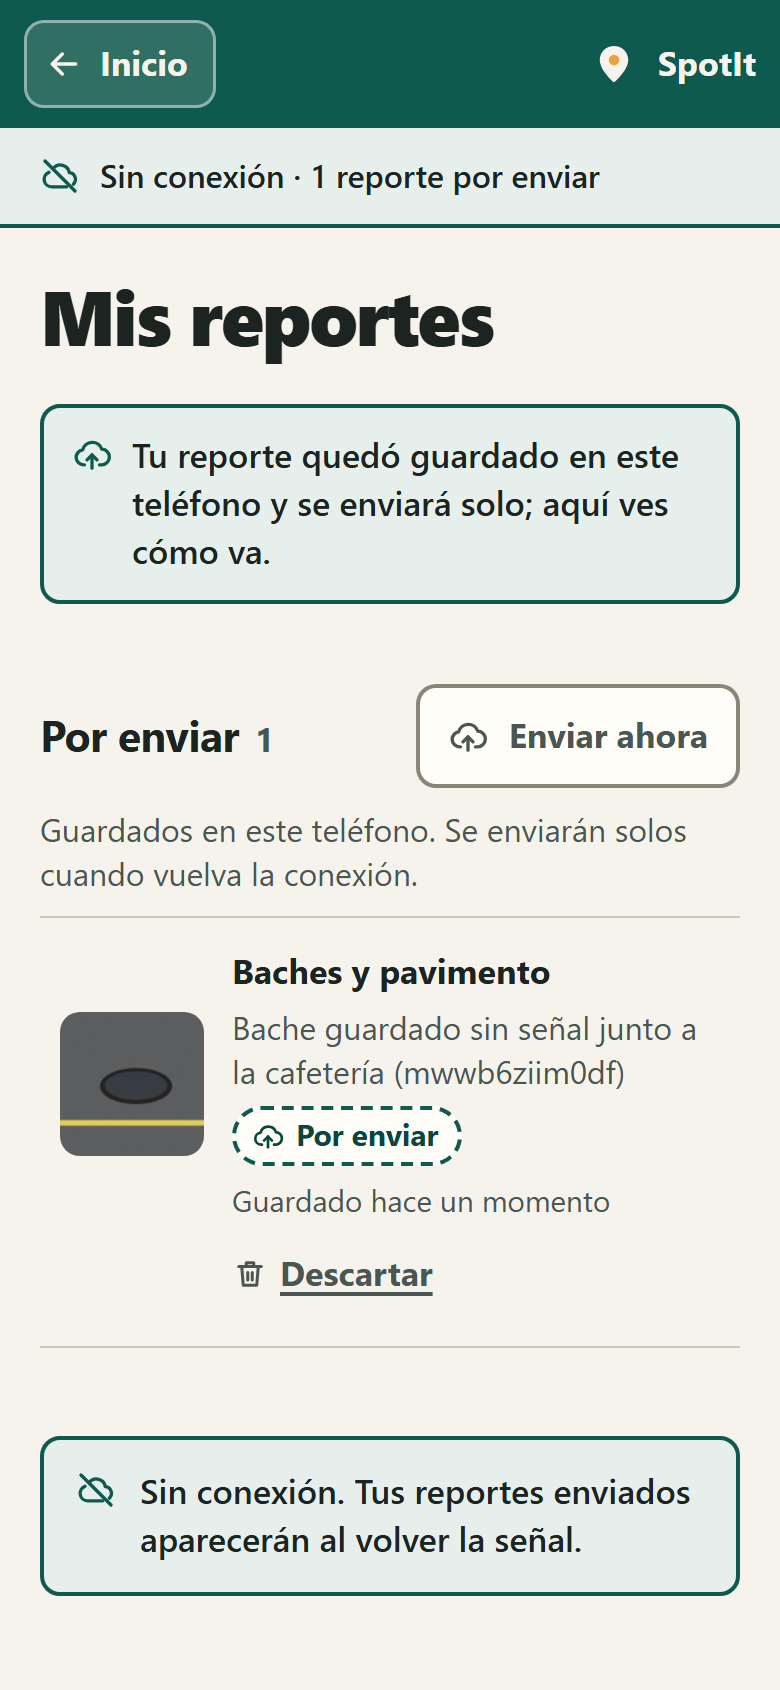 Inicio
SpotIt
Sin conexión · 1 reporte por enviar
Mis reportes
Tu reporte quedó guardado en este
teléfono y se enviará solo; aquí ves
cómo va.
Por enviar 1
Enviar ahora
Guardados en este teléfono. Se enviarán solos
cuando vuelva la conexión.
Baches y pavimento
Bache guardado sin señal junto a
la cafetería (mwwb6ziim0df)
Por enviar
Guardado hace un momento
Descartar
Sin conexión. Tus reportes enviados
aparecerán al volver la señal.